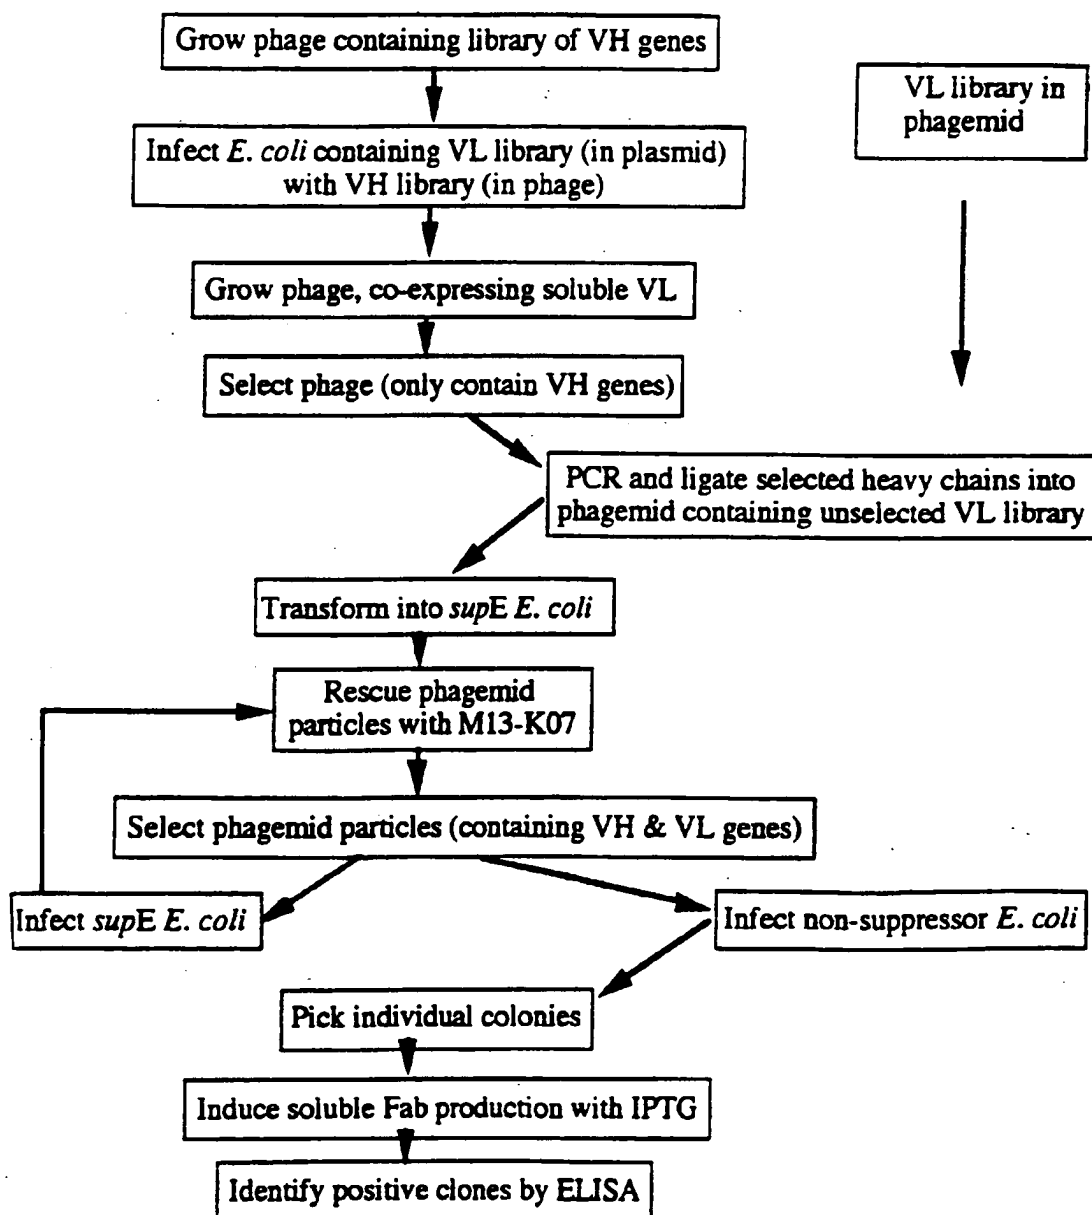 Grow phage containing library of VH genes
VL library in
phagemid
Infect E. coli containing VL library (in plasmid)
with VH library (in phage)
Grow phage, co-expressing soluble VL
Select phage (only contain VH genes)
PCR and ligate selected heavy chains into
phagemid containing unselected VL library
Transform into supE E. coli
Rescue phagemid
particles with M13-K07
Select phagemid particles (containing VH & VL genes)
Infect supE E. coli
Infect non-suppressor E. coli
Pick individual colonies
Induce soluble Fab production with IPTG
Identify positive clones by ELISA